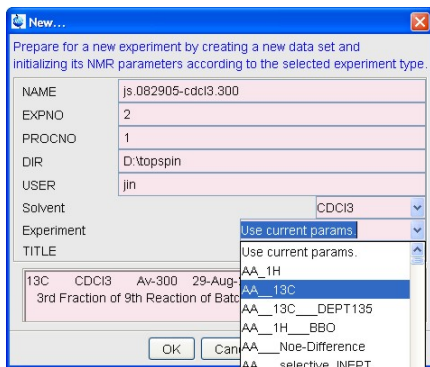 New...
Prepare for a new experiment by creating a new data set and
initializing its NMR parameters according to the selected experiment type.
NAME js.082905-cdcl3.300
EXPNO 2
PROCNO 1
DIR D:\topspin
USER jin
Solvent CDCl3
Experiment Use current params.
TITLE
Use current params.
AA_1H
AA__13C
AA__13C___DEPT135
AA__1H___BBO
AA___Noe-Difference
AA___selective_INEPT
13C CDCl3 Av-300 29-Aug-
3rd Fraction of 9th Reaction of Batc
OK